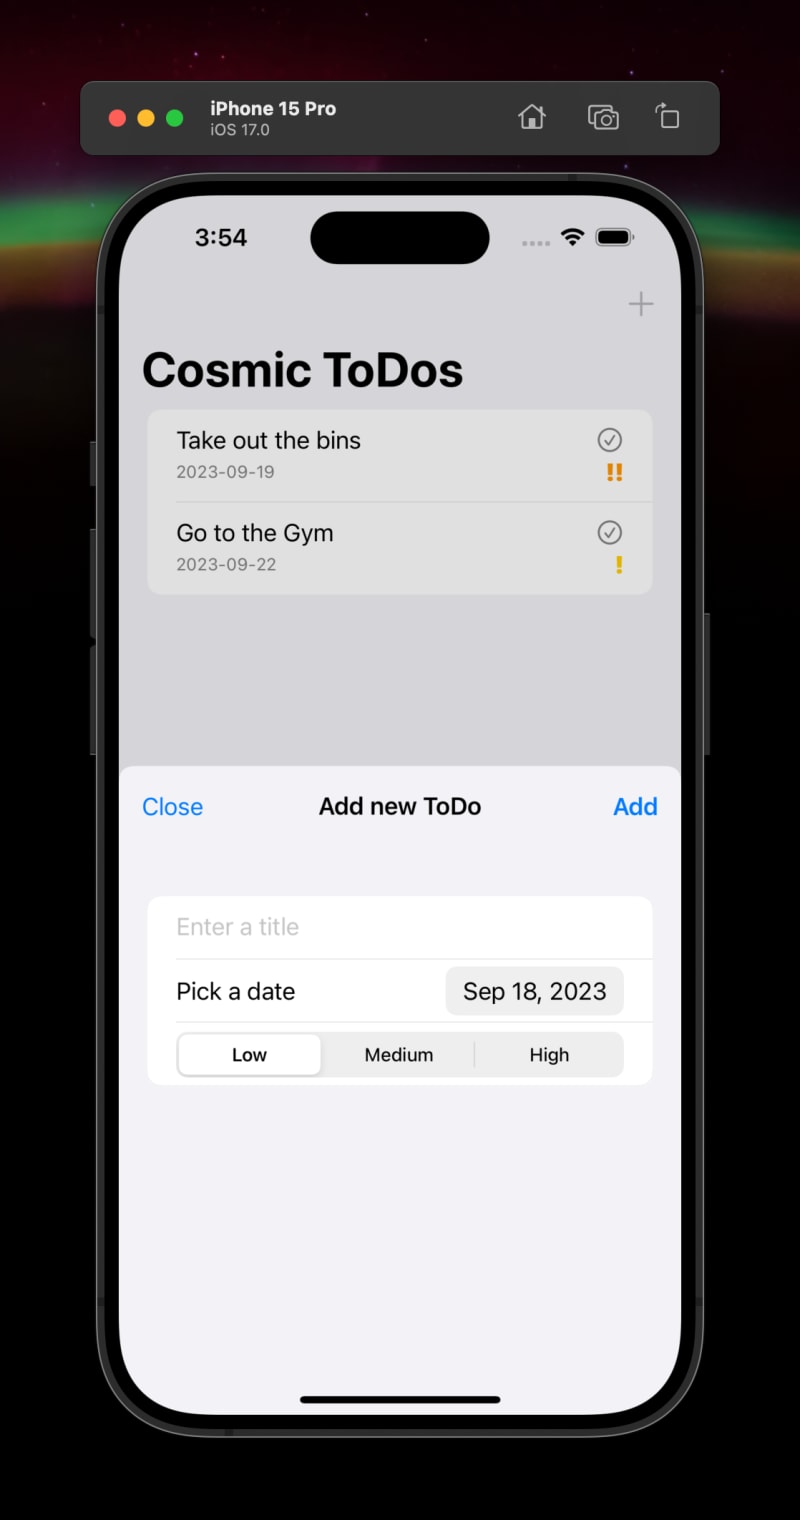 iPhone 15 Pro
iOS 17.0
3:54
Cosmic ToDos
Take out the bins
2023-09-19
!!
Go to the Gym
2023-09-22
!
Close Add new ToDo Add
Enter a title
Pick a date Sep 18, 2023
Low Medium High